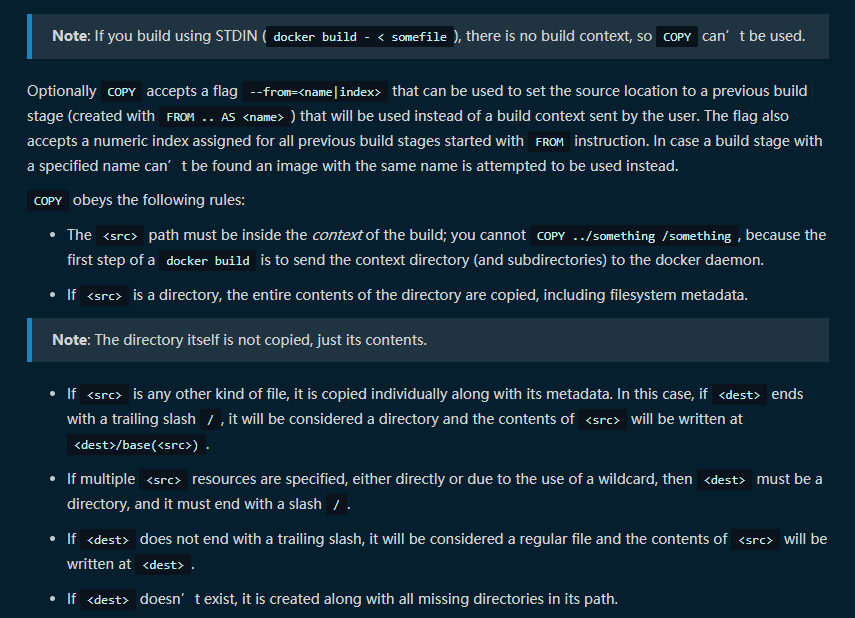 Note: If you build using STDIN ( docker build - < somefile ), there is no build context, so COPY can’t be used.
Optionally COPY accepts a flag --from=<name|index> that can be used to set the source location to a previous build
stage (created with FROM .. AS <name> ) that will be used instead of a build context sent by the user. The flag also
accepts a numeric index assigned for all previous build stages started with FROM instruction. In case a build stage with
a specified name can’t be found an image with the same name is attempted to be used instead.
COPY obeys the following rules:
• The <src> path must be inside the context of the build; you cannot COPY ../something /something , because the
first step of a docker build is to send the context directory (and subdirectories) to the docker daemon.
• If <src> is a directory, the entire contents of the directory are copied, including filesystem metadata.
Note: The directory itself is not copied, just its contents.
• If <src> is any other kind of file, it is copied individually along with its metadata. In this case, if <dest> ends
with a trailing slash / , it will be considered a directory and the contents of <src> will be written at
<dest>/base(<src>) .
• If multiple <src> resources are specified, either directly or due to the use of a wildcard, then <dest> must be a
directory, and it must end with a slash / .
• If <dest> does not end with a trailing slash, it will be considered a regular file and the contents of <src> will be
written at <dest> .
• If <dest> doesn’t exist, it is created along with all missing directories in its path.